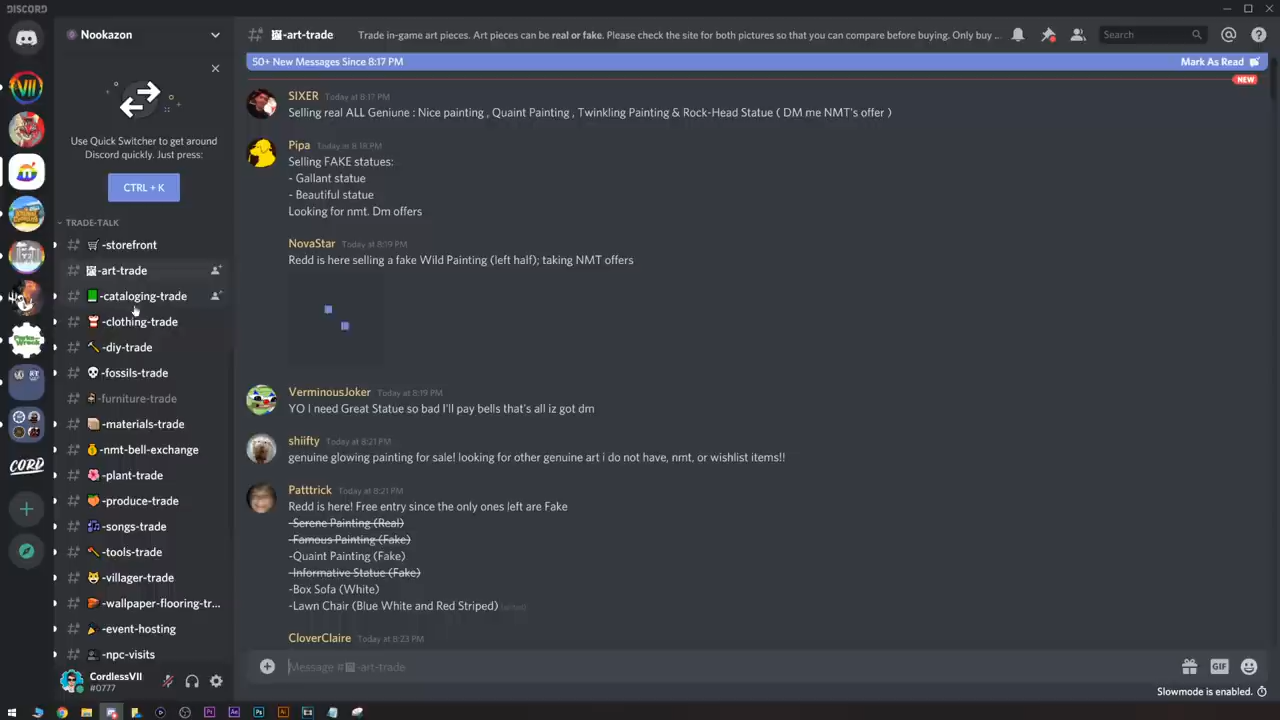 DISCORD
Nookazon
-art-trade
Trade in-game art pieces. Art pieces can be real or fake. Please check the site for both pictures so that you can compare before buying. Only buy ...
Search
Use Quick Switcher to get around
Discord quickly. Just press:
CTRL + K
TRADE-TALK
-storefront
-art-trade
-cataloging-trade
-clothing-trade
-diy-trade
-fossils-trade
-furniture-trade
-materials-trade
-nmt-bell-exchange
-plant-trade
-produce-trade
-songs-trade
-tools-trade
-villager-trade
-wallpaper-flooring-tr...
-event-hosting
-npc-visits
CORD
CordlessVII
#0777
50+ New Messages Since 8:17 PM
Mark As Read
NEW
SIXER Today at 8:17 PM
Selling real ALL Geniune : Nice painting , Quaint Painting , Twinkling Painting & Rock-Head Statue ( DM me NMT's offer )
Pipa Today at 8:18 PM
Selling FAKE statues:
- Gallant statue
- Beautiful statue
Looking for nmt. Dm offers
NovaStar Today at 8:19 PM
Redd is here selling a fake Wild Painting (left half); taking NMT offers
VerminousJoker Today at 8:19 PM
YO I need Great Statue so bad I'll pay bells that's all iz got dm
shiifty Today at 8:21 PM
genuine glowing painting for sale! looking for other genuine art i do not have, nmt, or wishlist items!!
Patttrick Today at 8:21 PM
Redd is here! Free entry since the only ones left are Fake
-Serene Painting (Real)
-Famous Painting (Fake)
-Quaint Painting (Fake)
-Informative Statue (Fake)
-Box Sofa (White)
-Lawn Chair (Blue White and Red Striped) (edited)
CloverClaire Today at 8:23 PM
Message #-art-trade
GIF
Slowmode is enabled.